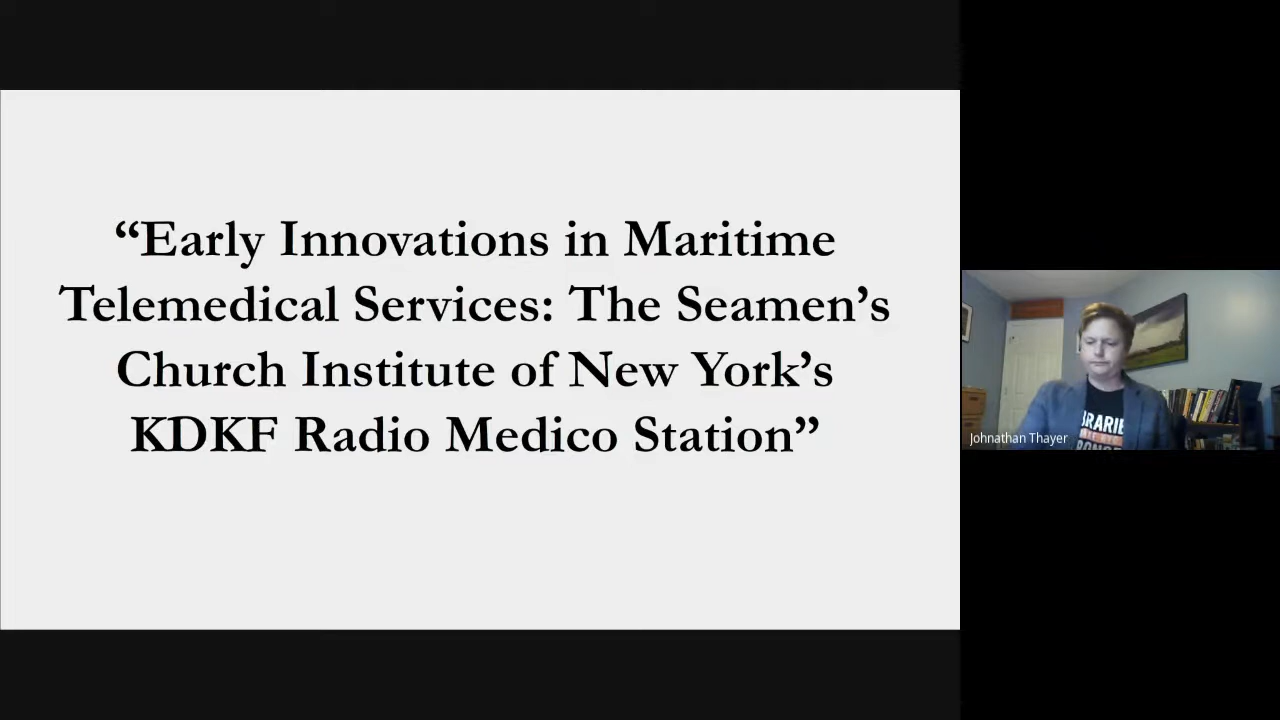 “Early Innovations in Maritime
Telemedical Services: The Seamen’s
Church Institute of New York’s
KDKF Radio Medico Station”
Johnathan Thayer